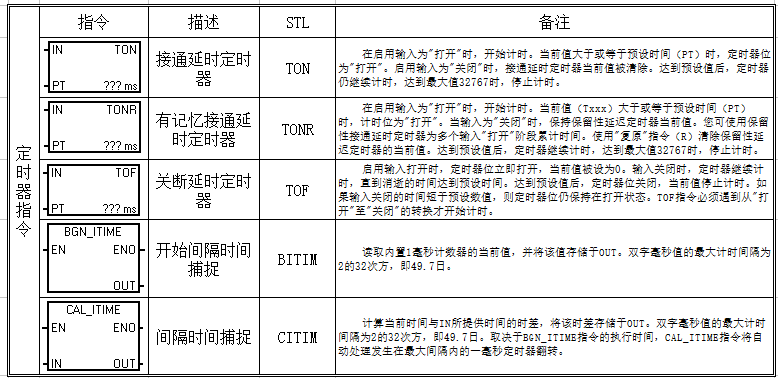 指令 描述 STL 备注
定时器指令
IN TON
PT ??? ms
接通延时定时
器
TON
在启用输入为"打开"时，开始计时。当前值大于或等于预设时间（PT）时，定时器位
为"打开"。启用输入为"关闭"时，接通延时定时器当前值被清除。达到预设值后，定时器
仍继续计时，达到最大值32767时，停止计时。
IN TONR
PT ??? ms
有记忆接通延
时定时器
TONR
在启用输入为"打开"时，开始计时。当前值（Txxx）大于或等于预设时间（PT）
时，计时位为"打开"。当输入为"关闭"时，保持保留性延迟定时器当前值。您可使用保留
性接通延时定时器为多个输入"打开"阶段累计时间。使用"复原"指令（R）清除保留性延
迟定时器的当前值。达到预设值后，定时器继续计时，达到最大值32767时，停止计时。
IN TOF
PT ??? ms
关断延时定时
器
TOF
启用输入打开时，定时器位立即打开，当前值被设为0。输入关闭时，定时器继续计
时，直到消逝的时间达到预设时间。达到预设值后，定时器位关闭，当前值停止计时。如
果输入关闭的时间短于预设数值，则定时器位仍保持在打开状态。TOF指令必须遇到从"打
开"至"关闭"的转换才开始计时。
BGN_ITIME
EN ENO
OUT
开始间隔时间
捕捉
BITIM
读取内置1毫秒计数器的当前值，并将该值存储于OUT。双字毫秒值的最大计时间隔为
2的32次方，即49.7日。
CAL_ITIME
EN ENO
IN OUT
间隔时间捕捉
CITIM
计算当前时间与IN所提供时间的时差，将该时差存储于OUT。双字毫秒值的最大计时
间隔为2的32次方，即49.7日。取决于BGN_ITIME指令的执行时间，CAL_ITIME指令将自
动处理发生在最大间隔内的一毫秒定时器翻转。